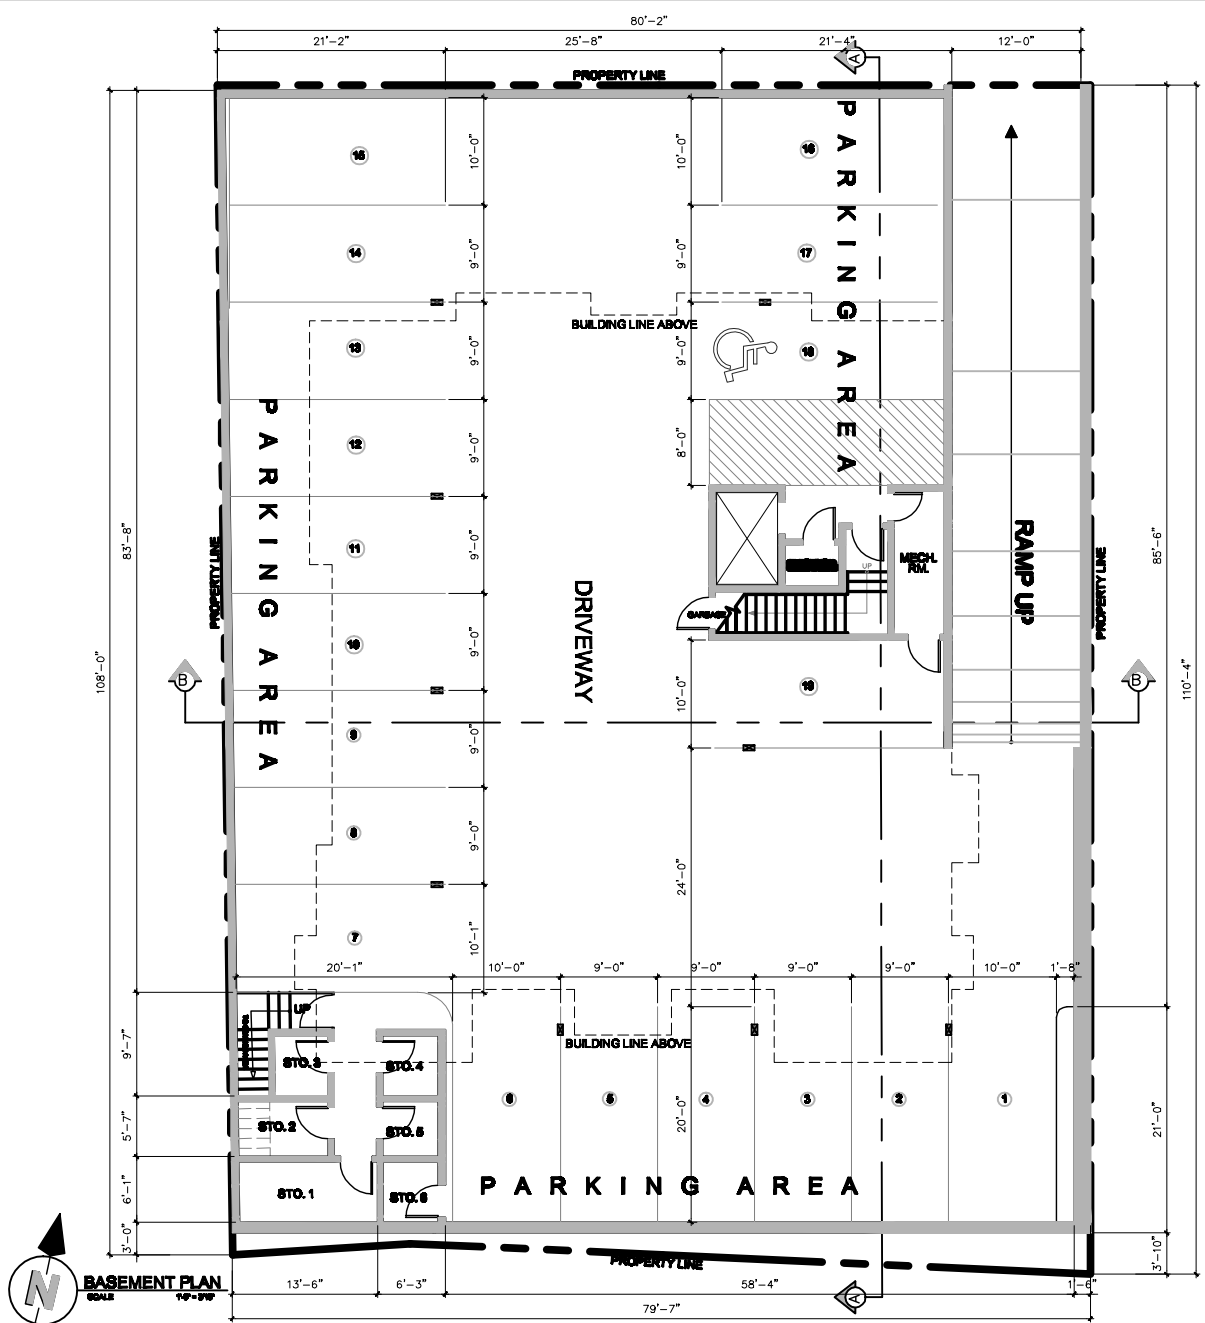 80'-2"
21'-2"
25'-8"
21'-4"
12'-0"
A
PROPERTY LINE
PARKING AREA
10'-0"
10'-0"
15
16
14
9'-0"
9'-0"
17
BUILDING LINE ABOVE
13
9'-0"
9'-0"
18
PARKING AREA
12
9'-0"
8'-0"
83'-8"
PROPERTY LINE
11
9'-0"
MECH.
RM.
UP
RAMP UP
85'-6"
PROPERTY LINE
DRIVEWAY
GARBAGE
108'-0"
10
9'-0"
B
10'-0"
19
B
110'-4"
9
9'-0"
8
9'-0"
24'-0"
7
10'-1"
20'-1"
10'-0"
9'-0"
9'-0"
9'-0"
9'-0"
10'-0"
1'-8"
UP
9'-7"
STO. 3
STO. 4
BUILDING LINE ABOVE
6
5
4
3
2
1
20'-0"
21'-0"
5'-7"
STO. 2
STO. 5
6'-1"
STO. 1
STO. 6
PARKING AREA
3'-0"
3'-10"
PROPERTY LINE
N
BASEMENT PLAN
SCALE
13'-6"
6'-3"
58'-4"
A
1'-6"
79'-7"